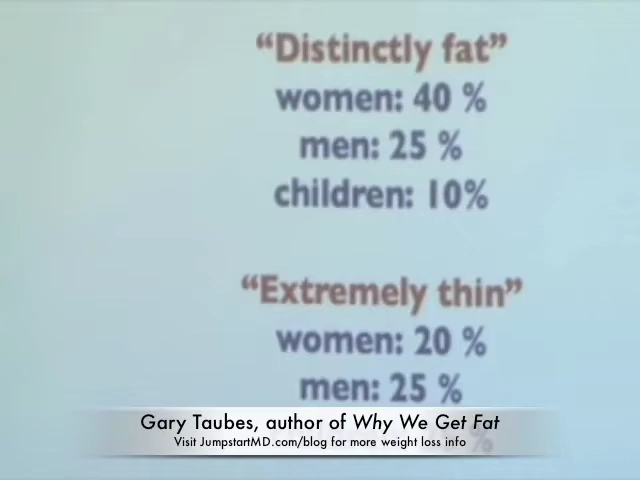 “Distinctly fat”
women: 40 %
men: 25 %
children: 10%
“Extremely thin”
women: 20 %
men: 25 %
Gary Taubes, author of Why We Get Fat
Visit JumpstartMD.com/blog for more weight loss info